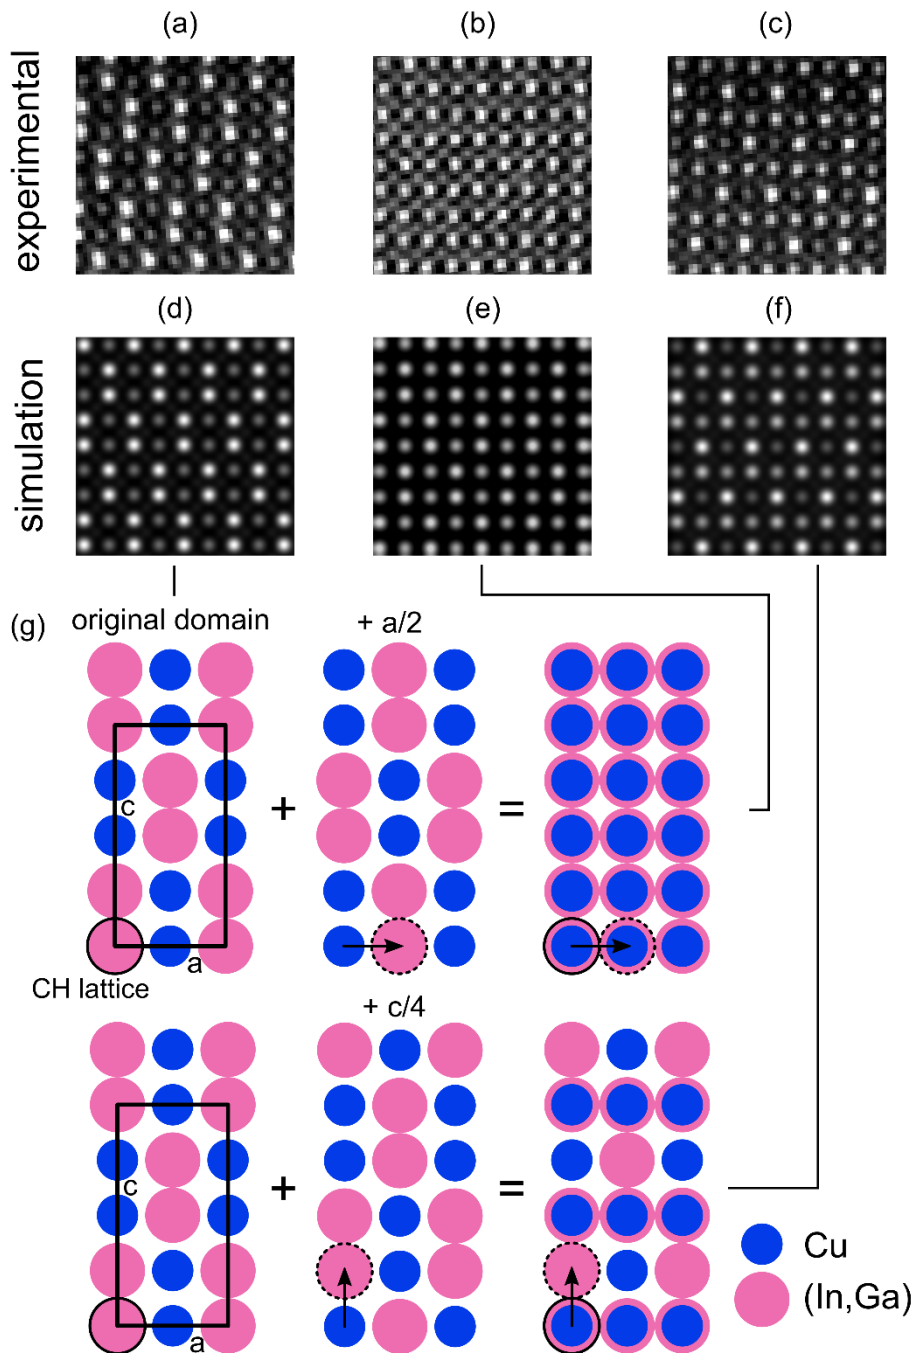 (a) (b) (c)
experimental
(d) (e) (f)
simulation
(g) original domain + a/2
c
+ =
a
CH lattice
+ c/4
c
+ =
a
Cu
(In,Ga)